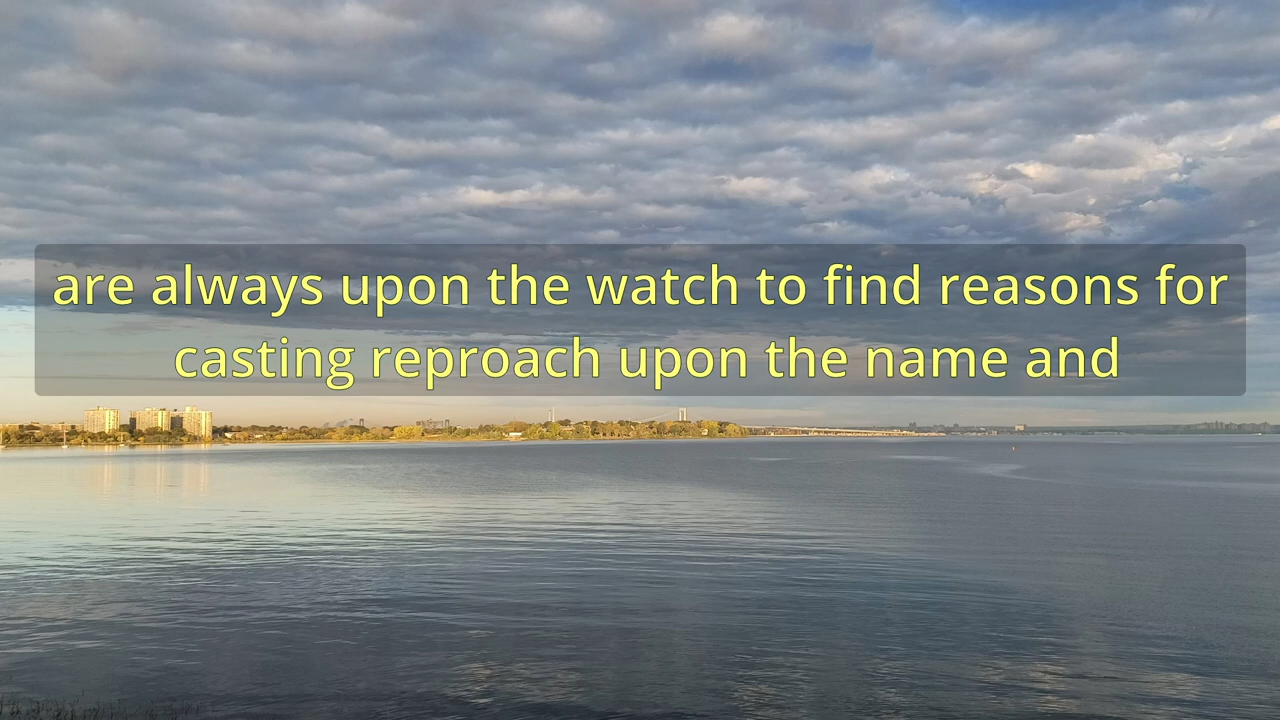 are always upon the watch to find reasons for
casting reproach upon the name and